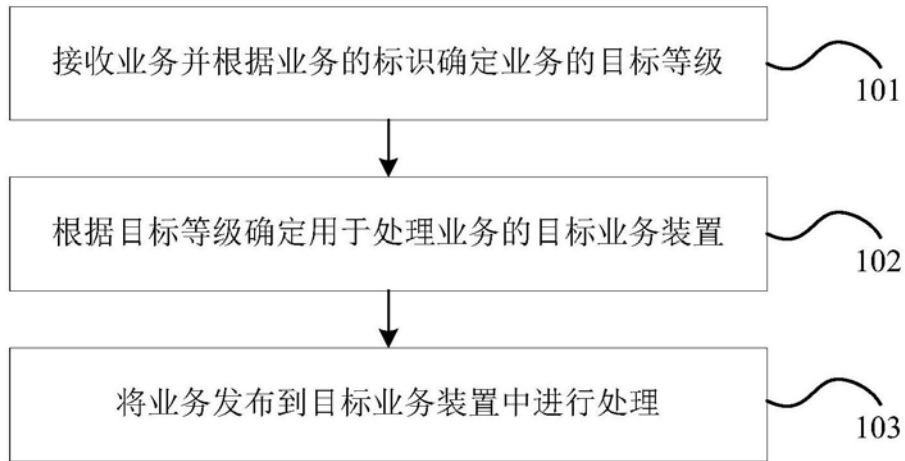 接收业务并根据业务的标识确定业务的目标等级
101
根据目标等级确定用于处理业务的目标业务装置
102
将业务发布到目标业务装置中进行处理
103